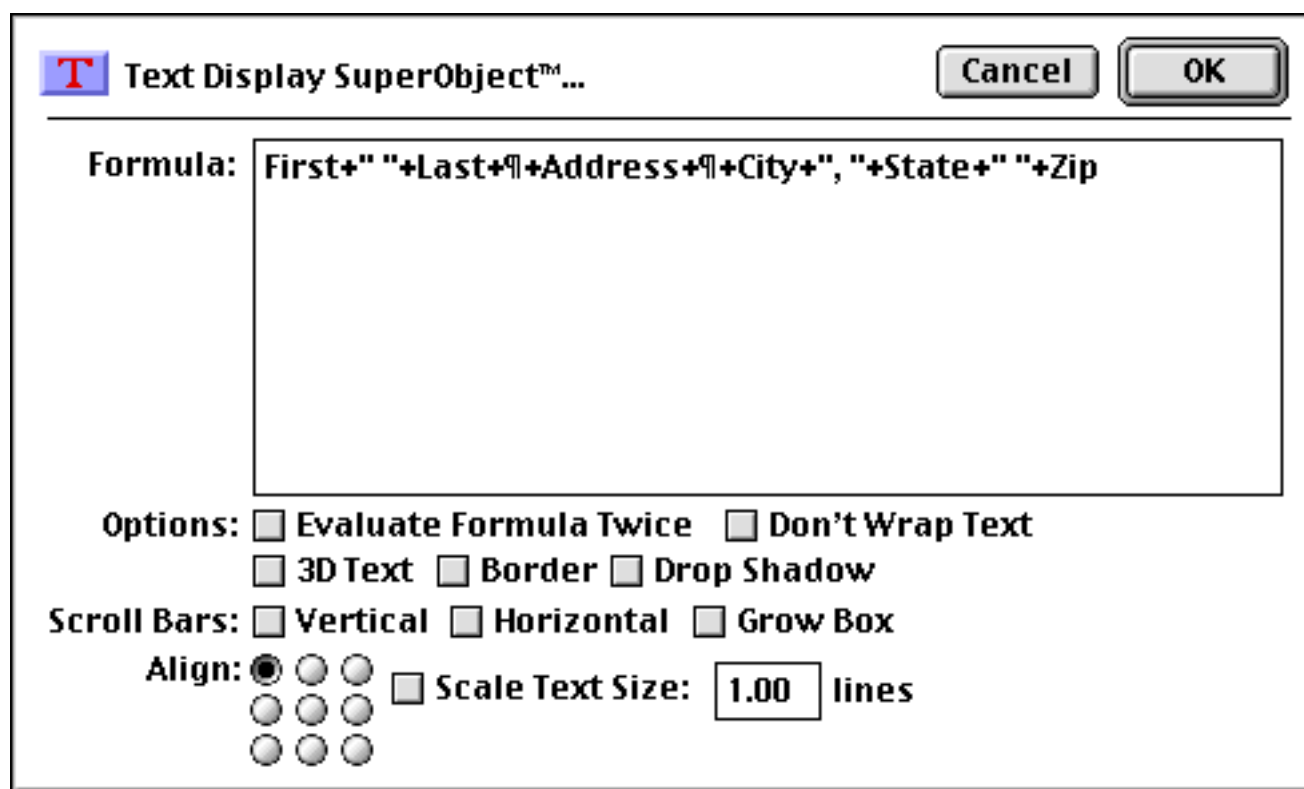 T Text Display SuperObject™... Cancel OK
Formula: First+" "+Last+¶+Address+¶+City+", "+State+" "+Zip
Options: Evaluate Formula Twice Don't Wrap Text
3D Text Border Drop Shadow
Scroll Bars: Vertical Horizontal Grow Box
Align: Scale Text Size: 1.00 lines